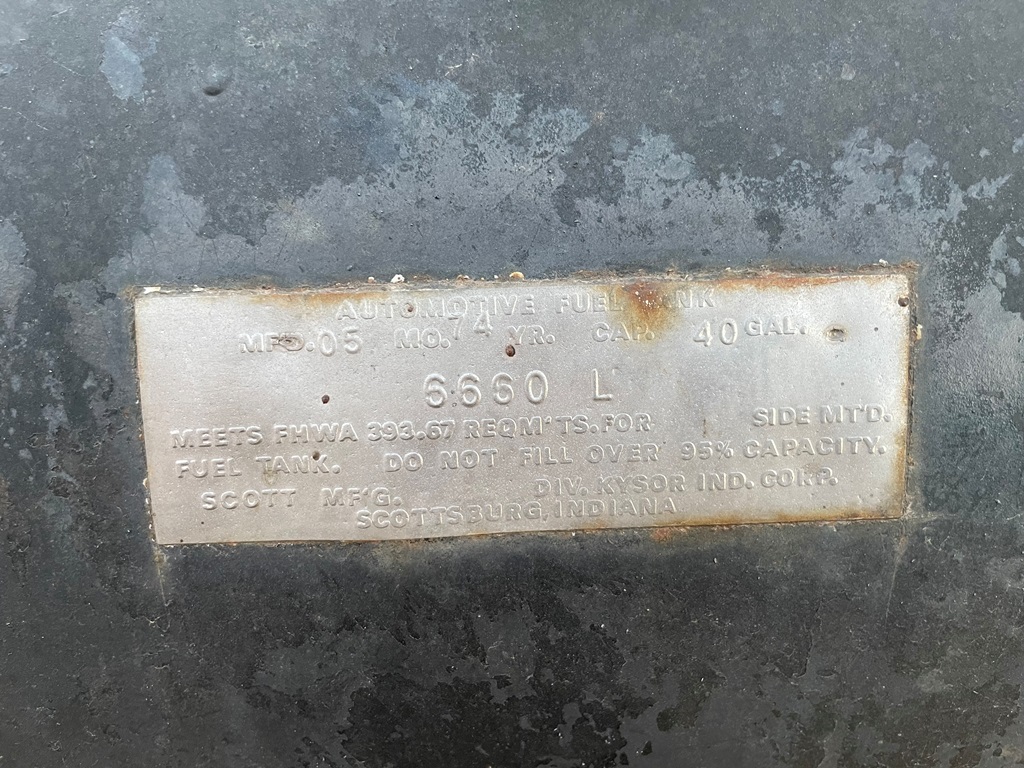 AUTOMOTIVE FUEL TANK
MFD. 05 MO. 74 YR. CAP. 40 GAL.
6660 L
MEETS FHWA 393.67 REQM'TS. FOR SIDE MT'D.
FUEL TANK. DO NOT FILL OVER 95% CAPACITY.
SCOTT MF'G. DIV. KYSOR IND. CORP.
SCOTTSBURG, INDIANA